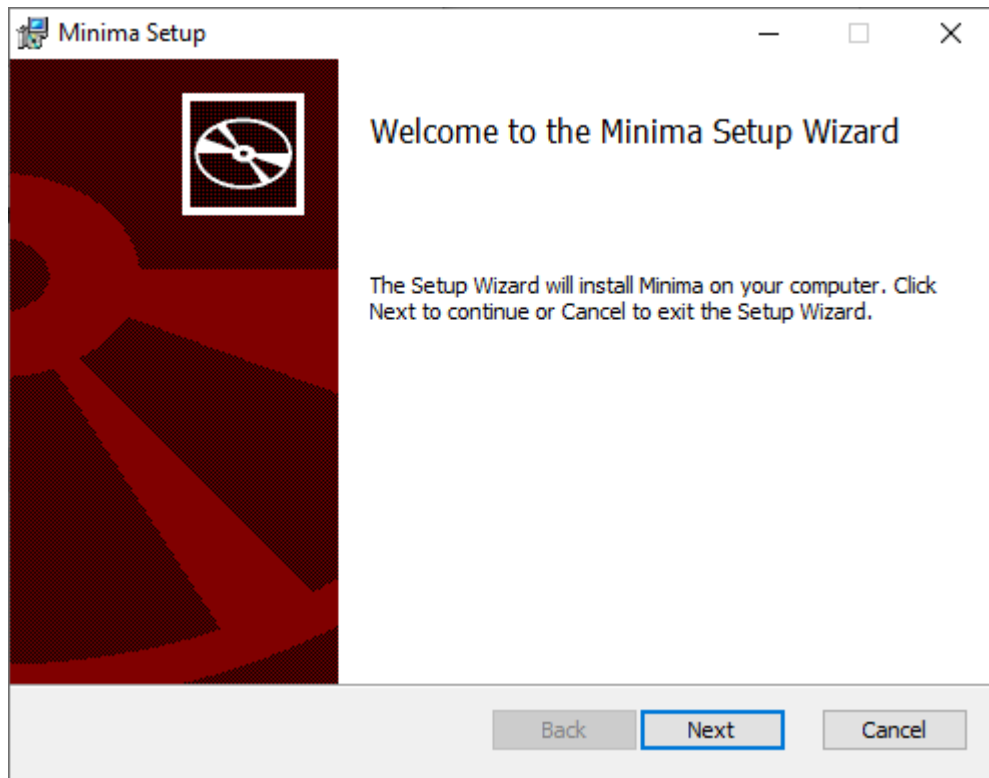 Minima Setup
Welcome to the Minima Setup Wizard
The Setup Wizard will install Minima on your computer. Click
Next to continue or Cancel to exit the Setup Wizard.
Back Next Cancel